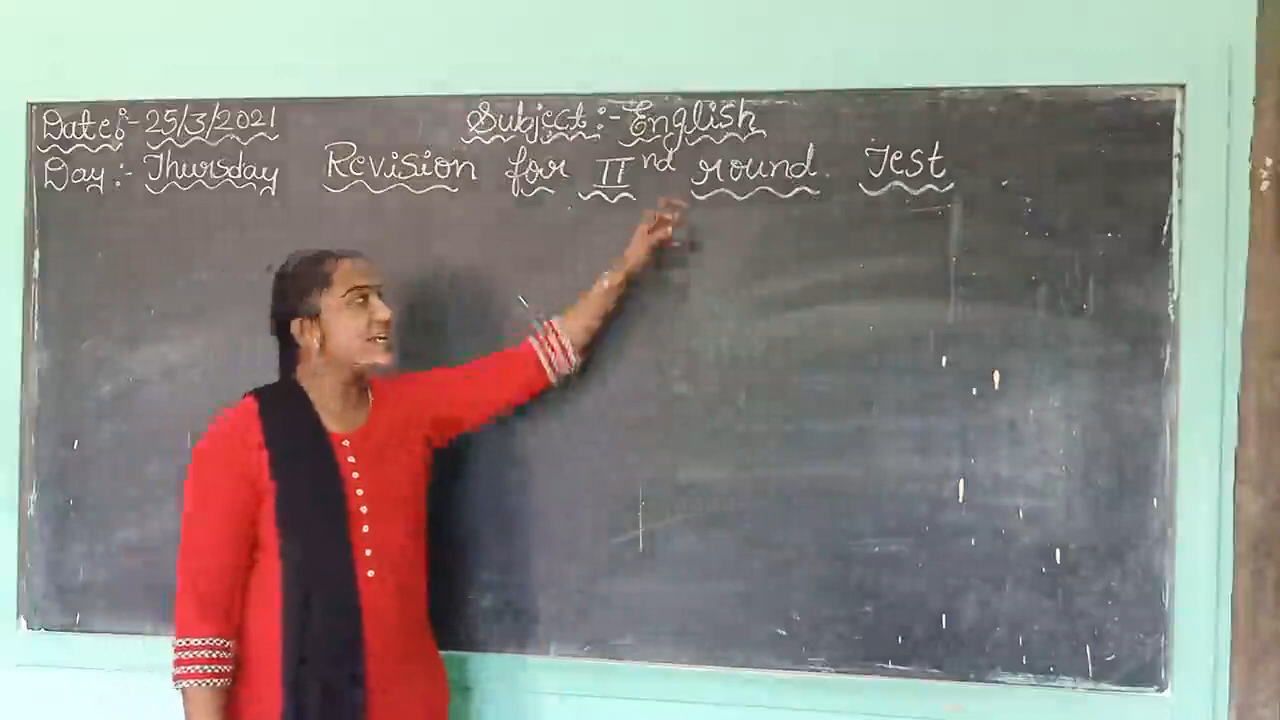 Date:- 25/3/2021
Subject:- English
Day:- Thursday
Revision for IInd round Test